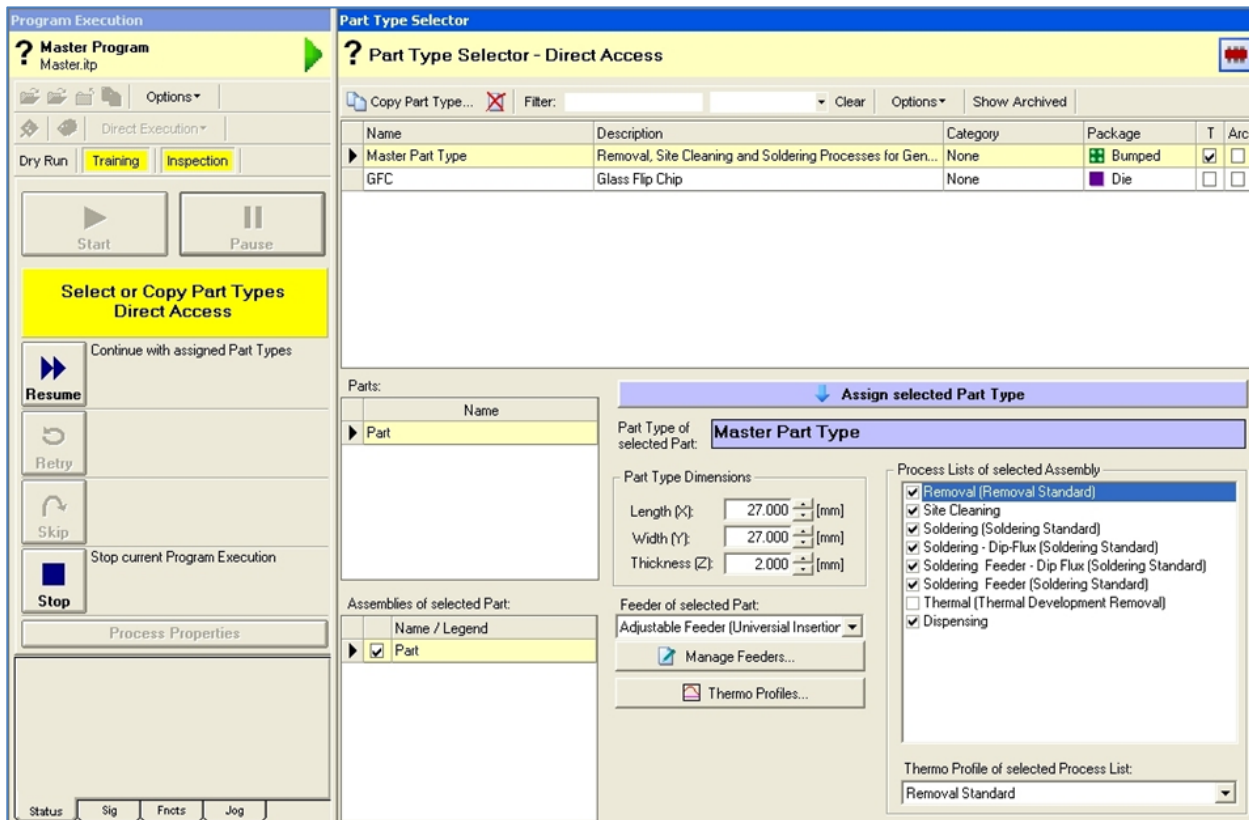 Program Execution
? Master Program
Master.itp
Options
Direct Execution
Dry Run Training Inspection
Start Pause
Select or Copy Part Types
Direct Access
Resume Continue with assigned Part Types
Retry
Skip
Stop Stop current Program Execution
Process Properties
Status Sig Fncts Jog
Part Type Selector
? Part Type Selector - Direct Access
Copy Part Type... Filter: Clear Options Show Archived
Name Description Category Package T Arc
Master Part Type Removal, Site Cleaning and Soldering Processes for Gen... None Bumped
GFC Glass Flip Chip None Die
Parts:
Name
Part
Assemblies of selected Part:
Name / Legend
Part
Assign selected Part Type
Part Type of
selected Part: Master Part Type
Part Type Dimensions
Length (X): 27.000 [mm]
Width (Y): 27.000 [mm]
Thickness (Z): 2.000 [mm]
Feeder of selected Part:
Adjustable Feeder (Universial Insertior
Manage Feeders...
Thermo Profiles...
Process Lists of selected Assembly
Removal (Removal Standard)
Site Cleaning
Soldering (Soldering Standard)
Soldering - Dip-Flux (Soldering Standard)
Soldering Feeder - Dip Flux (Soldering Standard)
Soldering Feeder (Soldering Standard)
Thermal (Thermal Development Removal)
Dispensing
Thermo Profile of selected Process List:
Removal Standard